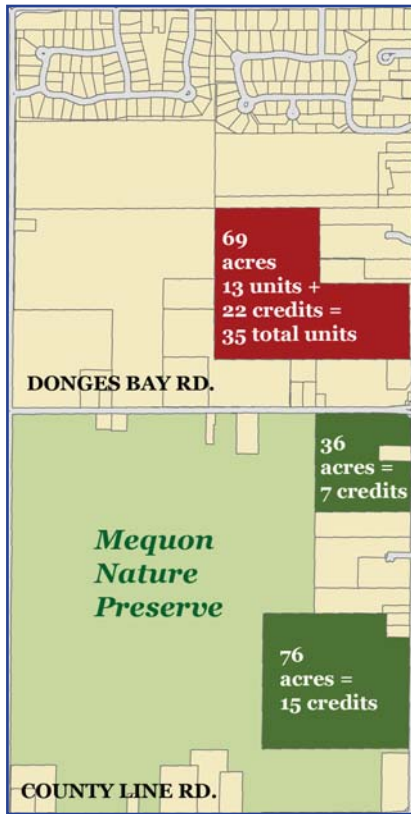 69
acres
13 units +
22 credits =
35 total units
DONGES BAY RD.
36
acres =
7 credits
Mequon
Nature
Preserve
76
acres =
15 credits
COUNTY LINE RD.